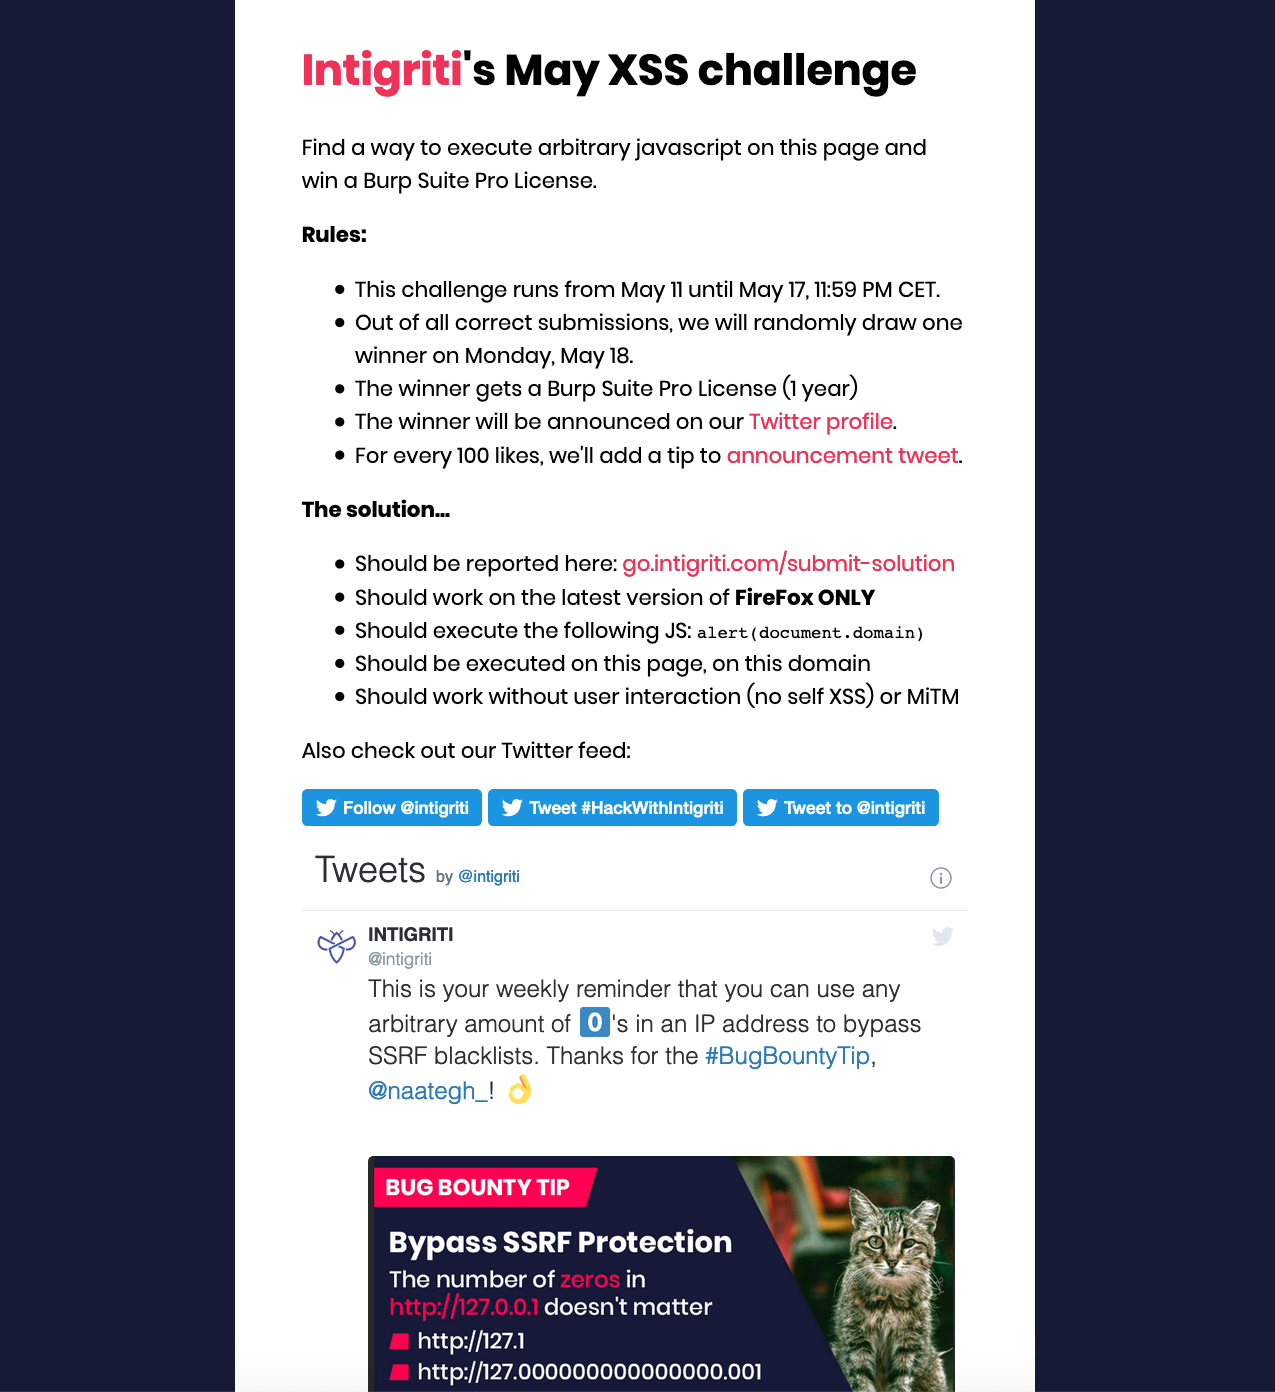 Intigriti's May XSS challenge
Find a way to execute arbitrary javascript on this page and
win a Burp Suite Pro License.
Rules:
This challenge runs from May 11 until May 17, 11:59 PM CET.
Out of all correct submissions, we will randomly draw one
winner on Monday, May 18.
The winner gets a Burp Suite Pro License (1 year)
The winner will be announced on our Twitter profile.
For every 100 likes, we'll add a tip to announcement tweet.
The solution...
Should be reported here: go.intigriti.com/submit-solution
Should work on the latest version of FireFox ONLY
Should execute the following JS: alert(document.domain)
Should be executed on this page, on this domain
Should work without user interaction (no self XSS) or MiTM
Also check out our Twitter feed:
Follow @intigriti Tweet #HackWithIntigriti Tweet to @intigriti
Tweets by @intigriti
INTIGRITI
@intigriti
This is your weekly reminder that you can use any
arbitrary amount of 0's in an IP address to bypass
SSRF blacklists. Thanks for the #BugBountyTip,
@naategh_! 👌
BUG BOUNTY TIP
Bypass SSRF Protection
The number of zeros in
http://127.0.0.1 doesn't matter
http://127.1
http://127.000000000000000.001